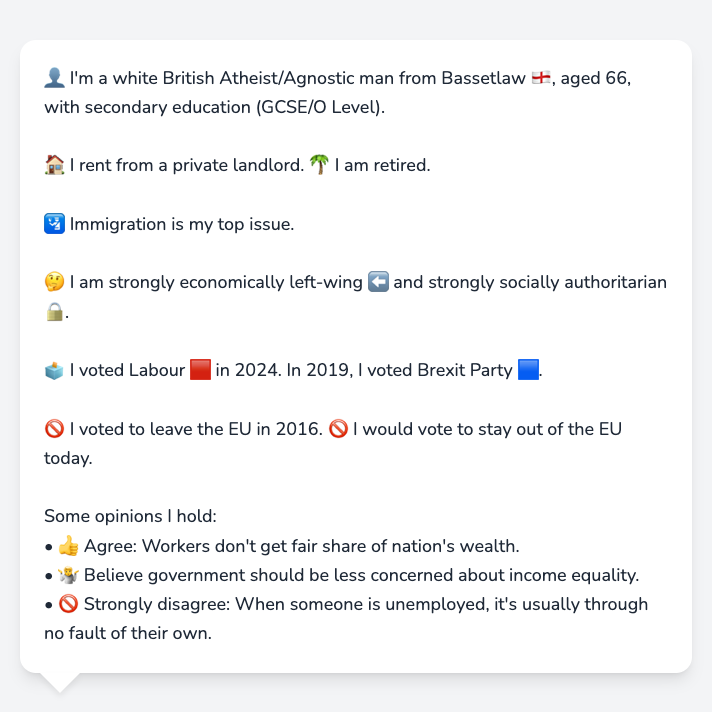 👤 I'm a white British Atheist/Agnostic man from Bassetlaw 🏴󠁧󠁢󠁥󠁮󠁧󠁿, aged 66,
with secondary education (GCSE/O Level).
🏠 I rent from a private landlord. 🌴 I am retired.
🛂 Immigration is my top issue.
🤔 I am strongly economically left-wing ⬅️ and strongly socially authoritarian
🔒.
🗳️ I voted Labour 🟥 in 2024. In 2019, I voted Brexit Party 🟦.
🚫 I voted to leave the EU in 2016. 🚫 I would vote to stay out of the EU
today.
Some opinions I hold:
• 👍 Agree: Workers don't get fair share of nation's wealth.
• 🤷 Believe government should be less concerned about income equality.
• 🚫 Strongly disagree: When someone is unemployed, it's usually through
no fault of their own.